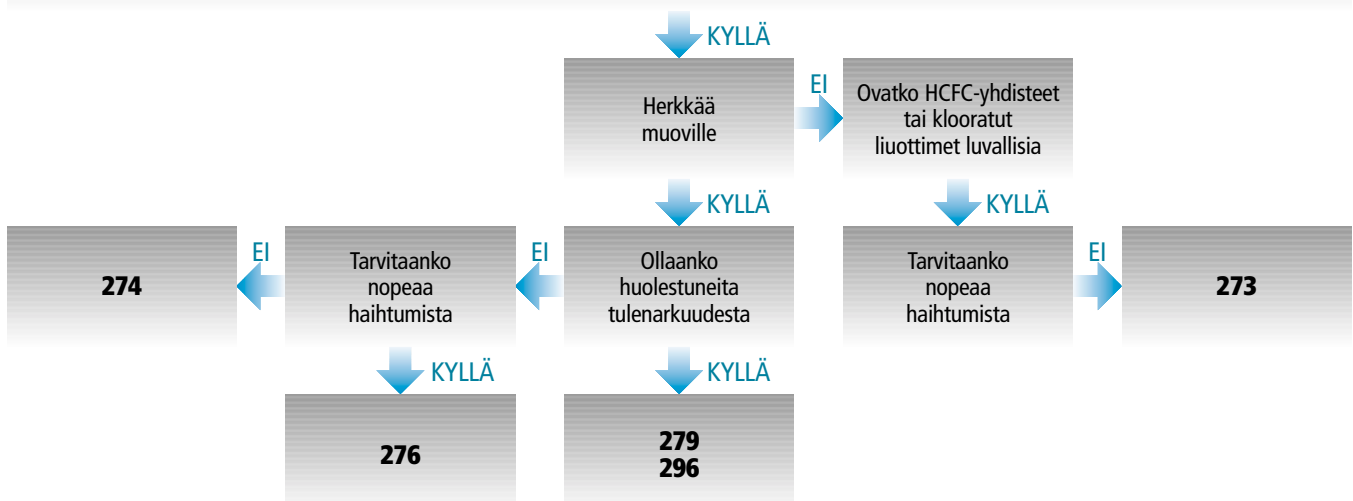 KYLLÄ
Herkkää
muoville
EI
Ovatko HCFC-yhdisteet
tai klooratut
liuottimet luvallisia
KYLLÄ
KYLLÄ
274
EI
Tarvitaanko
nopeaa
haihtumista
EI
Ollaanko
huolestuneita
tulenarkuudesta
Tarvitaanko
nopeaa
haihtumista
EI
273
KYLLÄ
KYLLÄ
276
279
296